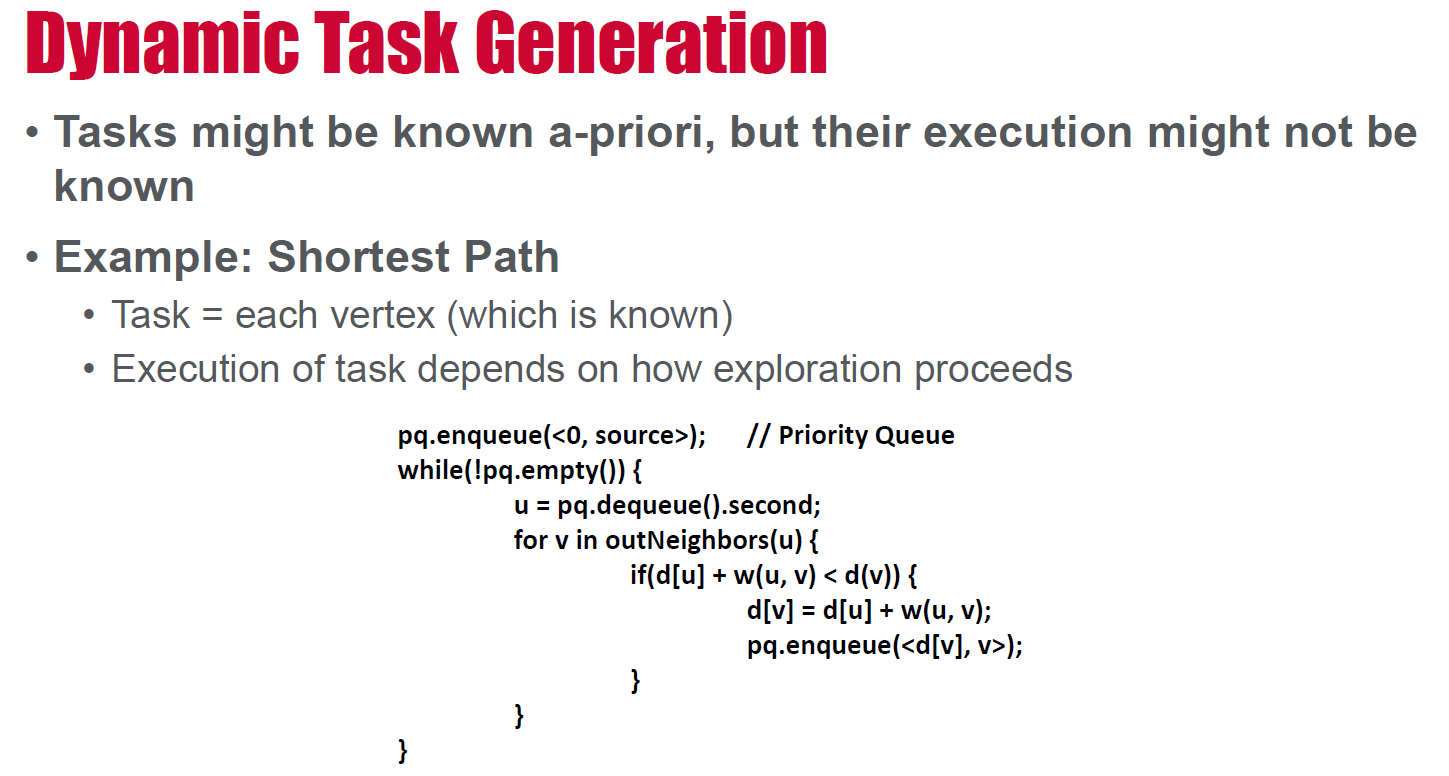 Dynamic Task Generation
• Tasks might be known a-priori, but their execution might not be
known
• Example: Shortest Path
• Task = each vertex (which is known)
• Execution of task depends on how exploration proceeds
pq.enqueue(<0, source>); // Priority Queue
while(!pq.empty()) {
u = pq.dequeue().second;
for v in outNeighbors(u) {
if(d[u] + w(u, v) < d(v)) {
d[v] = d[u] + w(u, v);
pq.enqueue(<d[v], v>);
}
}
}